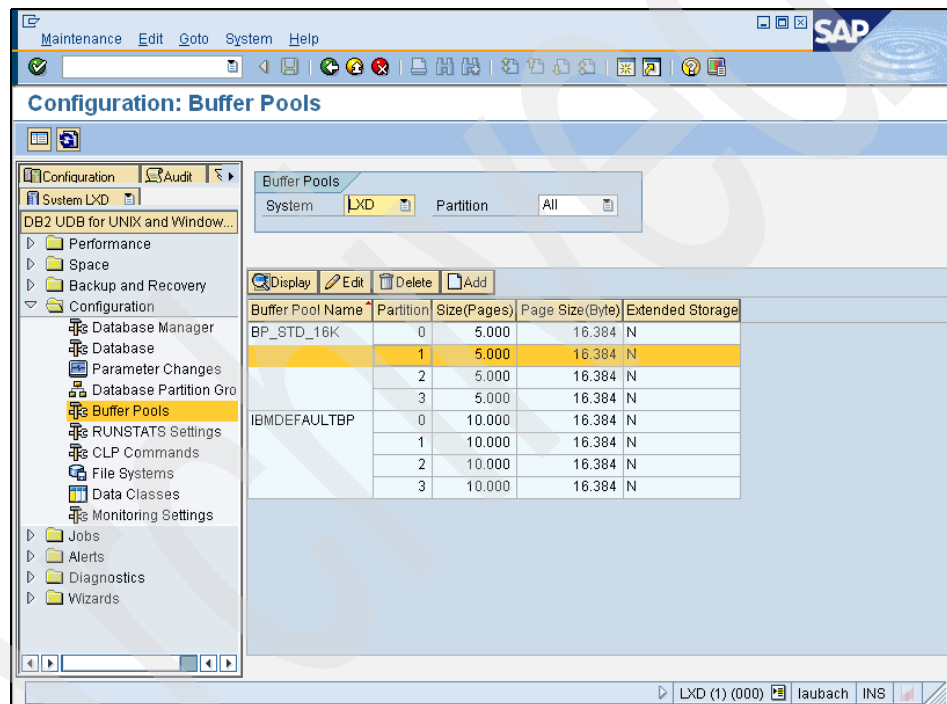 Maintenance Edit Goto System Help
SAP
Configuration: Buffer Pools
Configuration Audit
System LXD
DB2 UDB for UNIX and Window...
Performance
Space
Backup and Recovery
Configuration
Database Manager
Database
Parameter Changes
Database Partition Gro
Buffer Pools
RUNSTATS Settings
CLP Commands
File Systems
Data Classes
Monitoring Settings
Jobs
Alerts
Diagnostics
Wizards
Buffer Pools
System LXD Partition All
Display Edit Delete Add
Buffer Pool Name Partition Size(Pages) Page Size(Byte) Extended Storage
BP_STD_16K 0 5.000 16.384 N
1 5.000 16.384 N
2 5.000 16.384 N
3 5.000 16.384 N
IBMDEFAULTBP 0 10.000 16.384 N
1 10.000 16.384 N
2 10.000 16.384 N
3 10.000 16.384 N
LXD (1) (000) laubach INS